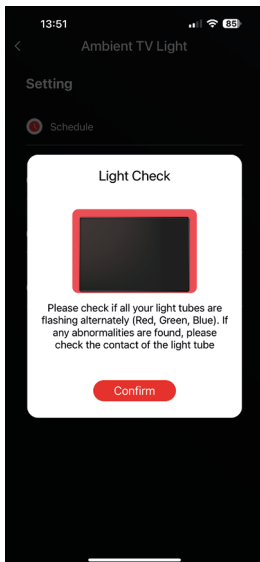 13:51
85
Ambient TV Light
Setting
Schedule
Light Check
Please check if all your light tubes are
flashing alternately (Red, Green, Blue). If
any abnormalities are found, please
check the contact of the light tube
Confirm